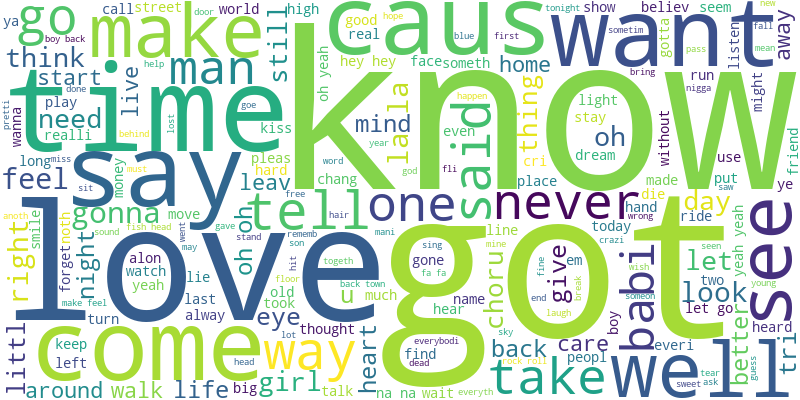 go
ya
street
door
call
world
make
man
still
high
caus
good
hope
real
tonight
blue
first
show
sometim
want
believ
seem
gotta
new
fall
away
mean
pass
listen
think
boy back
help
start
done
goe
live
time
hey hey
face
someth
home
oh yeah
know
bring
run
nigga
might
play
need
realli
wanna
pretti
behind
lost
kiss
mind
la la
even
happen
year
said
thing
light
stay
without
use
friend
long
miss
say
pleas
hard
cri
oh
dream
feel
money
must
chang
word
god
fli
place
made
put
saw
ye
sit
leav
free
one
never
die
day
wrong
hand
anoth
smile
noth
gonna
move
gave
hair
tell
oh oh
right
sound
fish head
went
stand
son
rememb
mani
got
sing
line
mine
today
crazi
ride
see
forget
night
alon
may
watch
yeah
lie
love
hit
togeth
gone
fa fa
choru
fine
give
em
babi
seen
let
yeah yeah
wish
two
young
make feel
last
alway
turn
took
old
floor
u
back town
much
hear
name
end
break
laugh
boy
someon
look
let go
better
heard
littl
keep
left
come
way
eye
lot
thought
heart
everybodi
find
dead
sky
back
rock roll
care
peopl
everi
tri
guess
around
walk
life
head
big
girl
talk
na na
wait
everyth
take
well
sweet
tear
ask